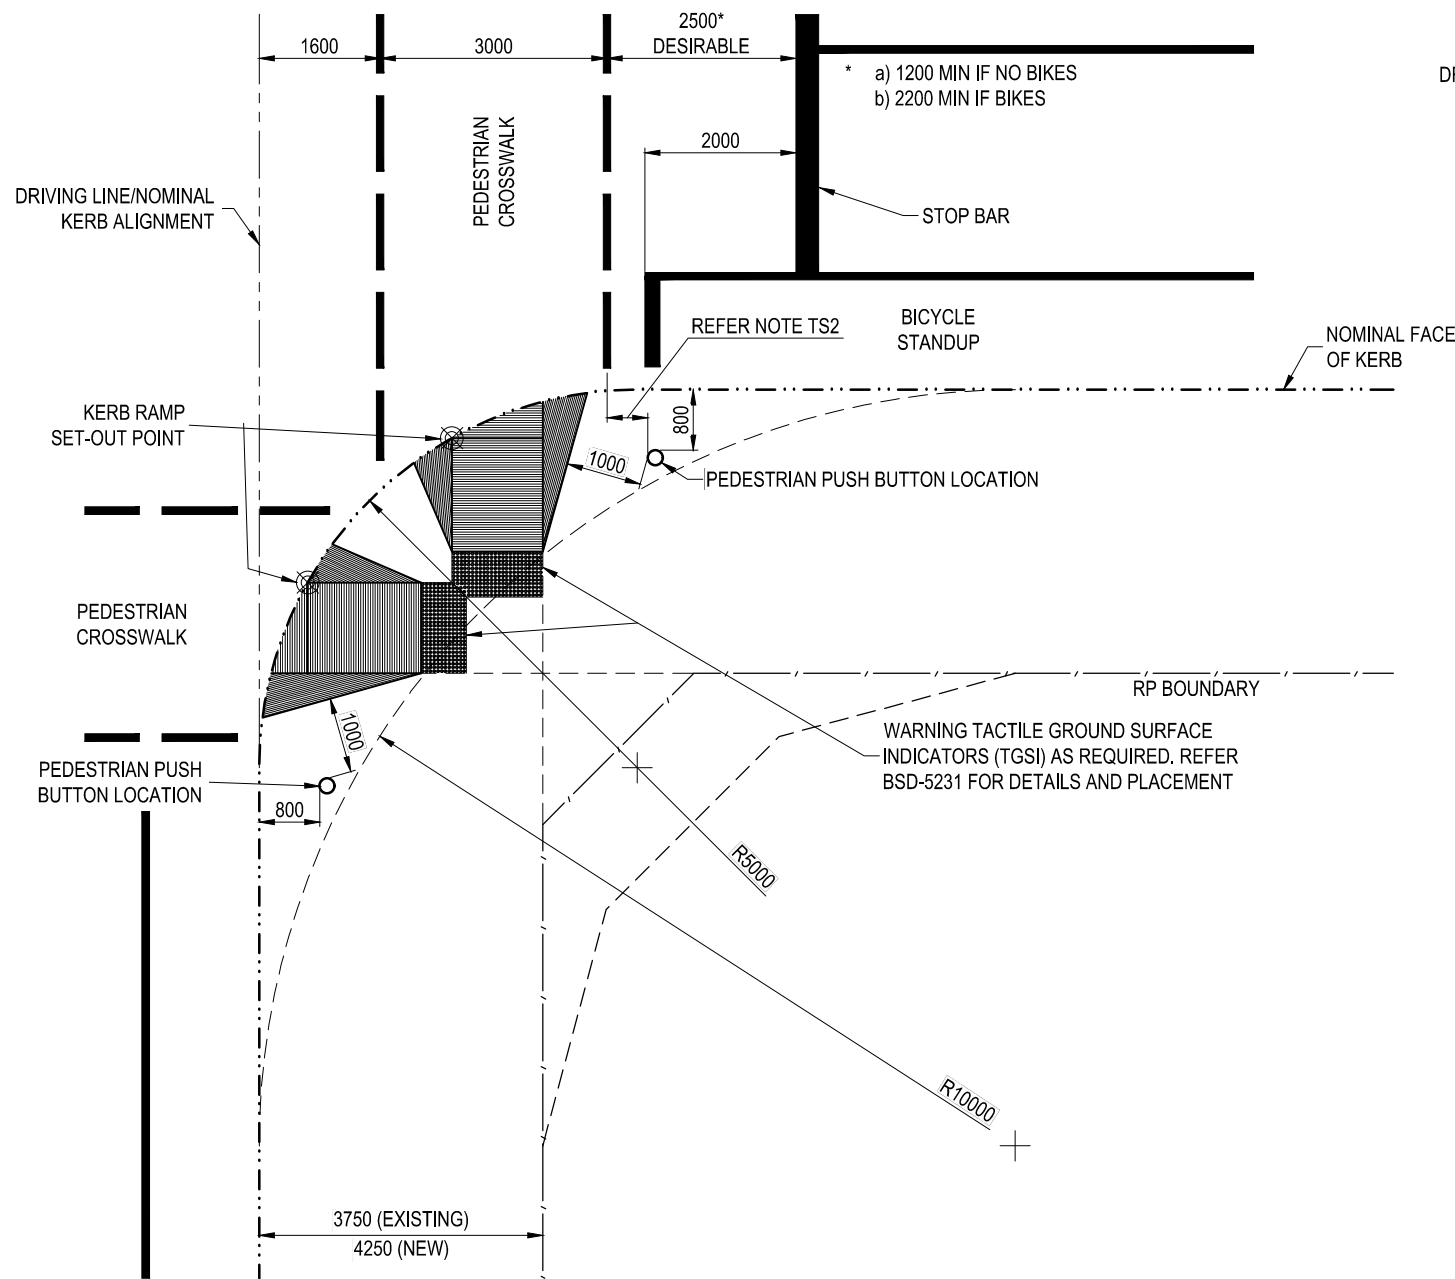 1600
3000
2500*
DESIRABLE
* a) 1200 MIN IF NO BIKES
b) 2200 MIN IF BIKES
PEDESTRIAN
CROSSWALK
2000
DRIVING LINE/NOMINAL
KERB ALIGNMENT
STOP BAR
REFER NOTE TS2
BICYCLE
STANDUP
NOMINAL FACE
OF KERB
KERB RAMP
SET-OUT POINT
800
1000
PEDESTRIAN PUSH BUTTON LOCATION
PEDESTRIAN
CROSSWALK
RP BOUNDARY
1000
WARNING TACTILE GROUND SURFACE
INDICATORS (TGSI) AS REQUIRED. REFER
BSD-5231 FOR DETAILS AND PLACEMENT
PEDESTRIAN PUSH
BUTTON LOCATION
800
R5000
R10000
3750 (EXISTING)
4250 (NEW)